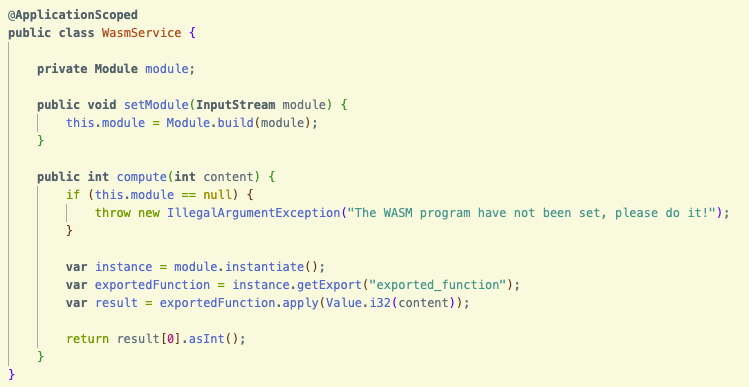 @ApplicationScoped
public class WasmService {
private Module module;
public void setModule(InputStream module) {
this.module = Module.build(module);
}
public int compute(int content) {
if (this.module == null) {
throw new IllegalArgumentException("The WASM program have not been set, please do it!");
}
var instance = module.instantiate();
var exportedFunction = instance.getExport("exported_function");
var result = exportedFunction.apply(Value.i32(content));
return result[0].asInt();
}
}